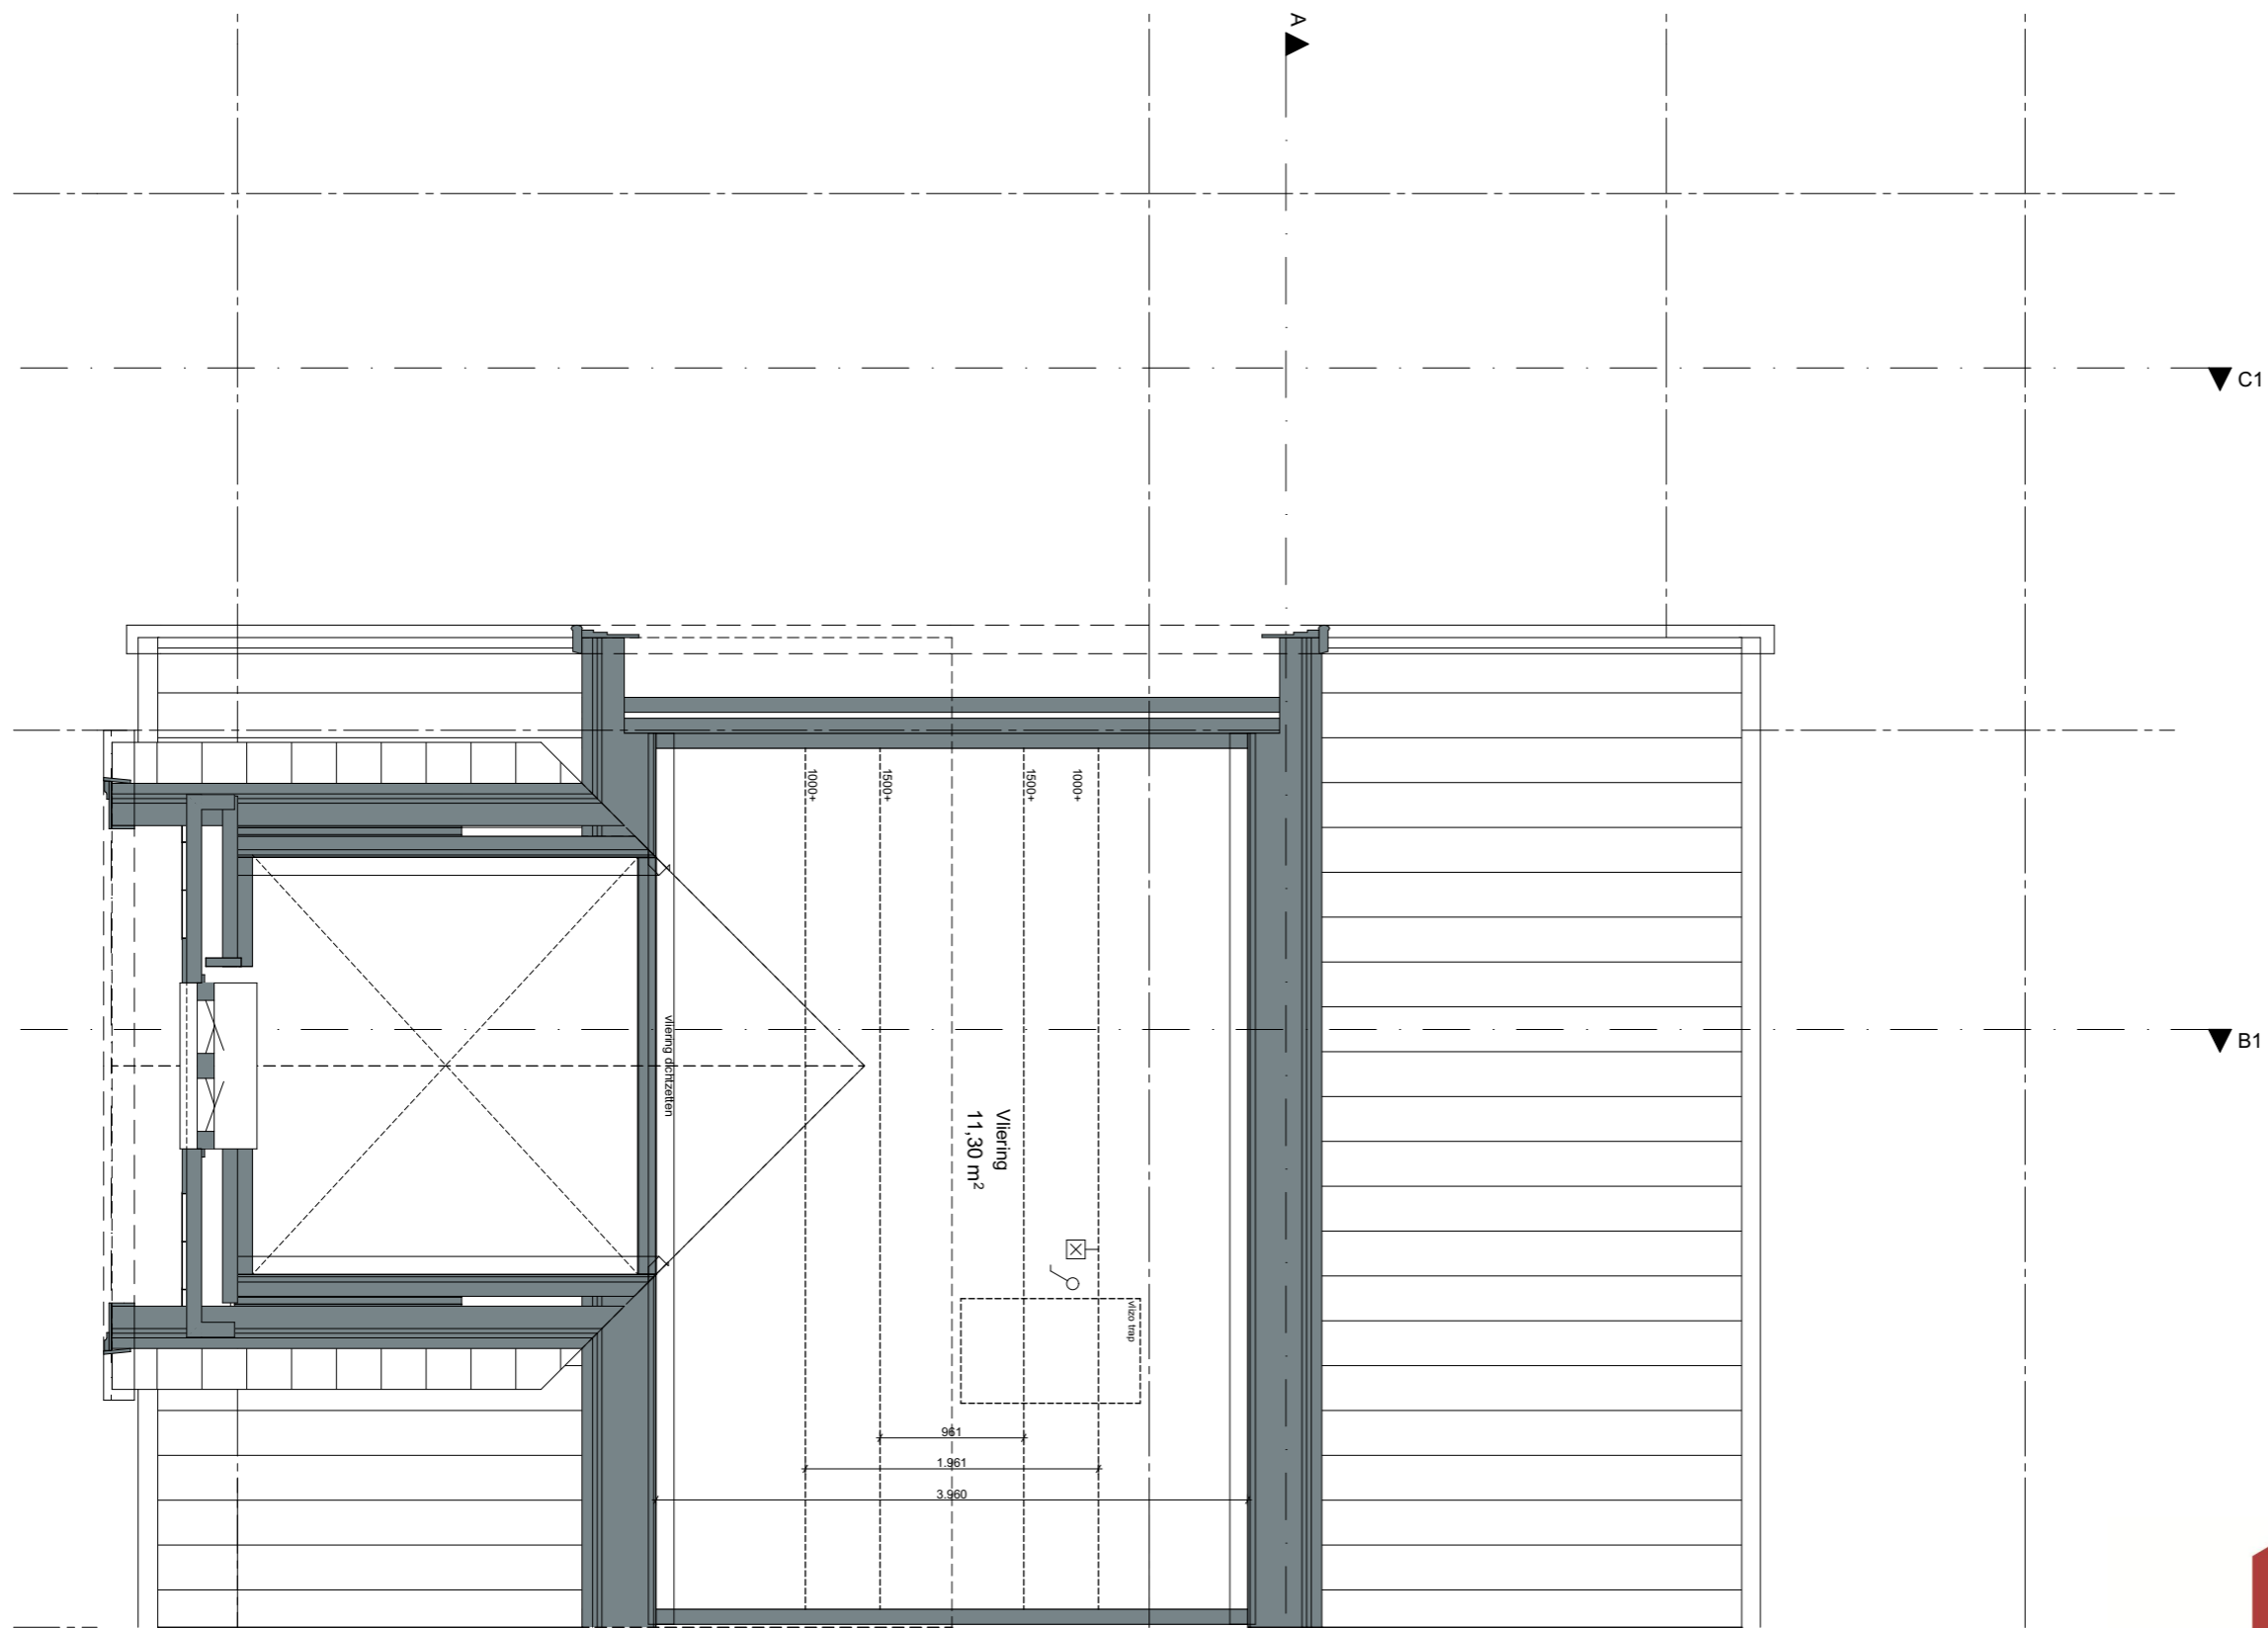 A
C1
1000+
1500+
1500+
1000+
B1
vliering dichtzetten
Vliering
11,30 m²
vlizo trap
961
1.961
3.960